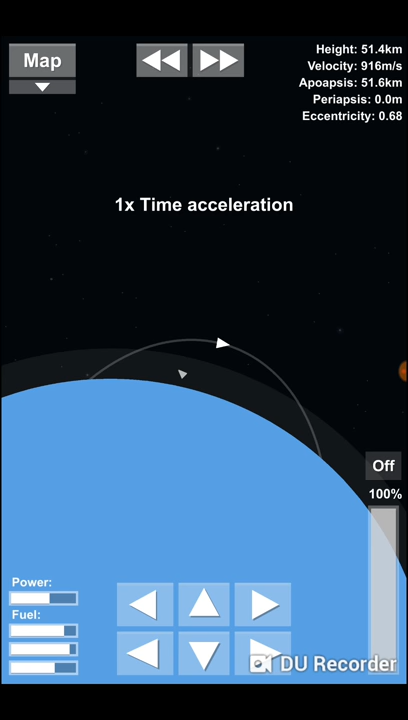 Map
Height: 51.4km
Velocity: 916m/s
Apoapsis: 51.6km
Periapsis: 0.0m
Eccentricity: 0.68
1x Time acceleration
Off
100%
Power:
Fuel:
DU Recorder